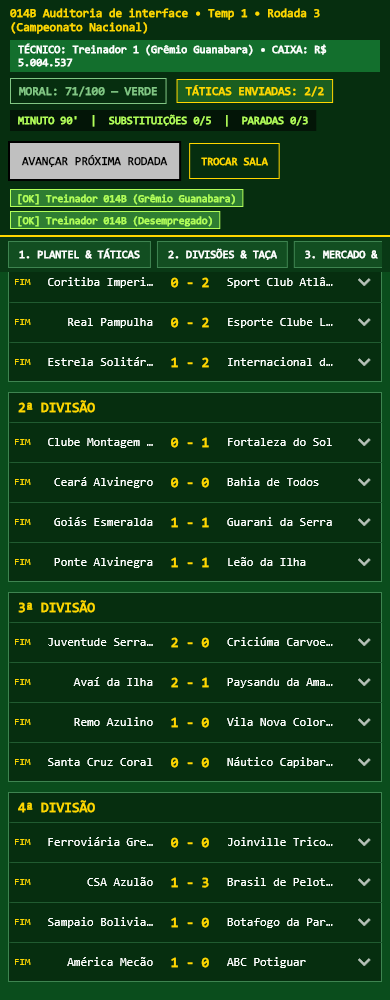 014B Auditoria de interface • Temp 1 • Rodada 3
(Campeonato Nacional)
TÉCNICO: Treinador 1 (Grêmio Guanabara) • CAIXA: R$
5.004.537
MORAL: 71/100 — VERDE
TÁTICAS ENVIADAS: 2/2
MINUTO 90' | SUBSTITUIÇÕES 0/5 | PARADAS 0/3
AVANÇAR PRÓXIMA RODADA
TROCAR SALA
[OK] Treinador 014B (Grêmio Guanabara)
[OK] Treinador 014B (Desempregado)
1. PLANTEL & TÁTICAS
2. DIVISÕES & TAÇA
3. MERCADO &
FIM Coritiba Imperi… 0 - 2 Sport Club Atlâ…
FIM Real Pampulha 0 - 2 Esporte Clube L…
FIM Estrela Solitár… 1 - 2 Internacional d…
2ª DIVISÃO
FIM Clube Montagem … 0 - 1 Fortaleza do Sol
FIM Ceará Alvinegro 0 - 0 Bahia de Todos
FIM Goiás Esmeralda 1 - 1 Guarani da Serra
FIM Ponte Alvinegra 1 - 1 Leão da Ilha
3ª DIVISÃO
FIM Juventude Serra… 2 - 0 Criciúma Carvoe…
FIM Avaí da Ilha 2 - 1 Paysandu da Ama…
FIM Remo Azulino 1 - 0 Vila Nova Color…
FIM Santa Cruz Coral 0 - 0 Náutico Capibar…
4ª DIVISÃO
FIM Ferroviária Gre… 0 - 0 Joinville Trico…
FIM CSA Azulão 1 - 3 Brasil de Pelot…
FIM Sampaio Bolivia… 1 - 0 Botafogo da Par…
FIM América Mecão 1 - 0 ABC Potiguar